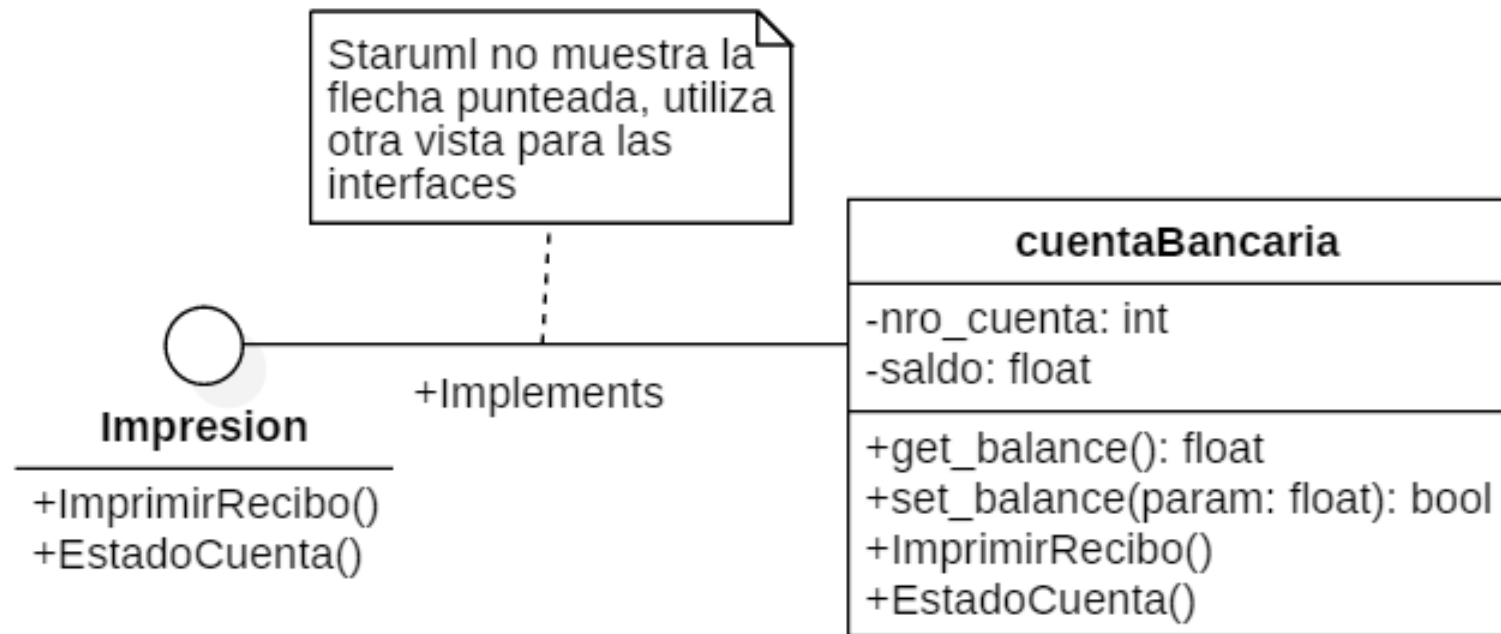 Staruml no muestra la
flecha punteada, utiliza
otra vista para las
interfaces
cuentaBancaria
-nro_cuenta: int
-saldo: float
+get_balance(): float
+set_balance(param: float): bool
+ImprimirRecibo()
+EstadoCuenta()
+Implements
Impresion
+ImprimirRecibo()
+EstadoCuenta()